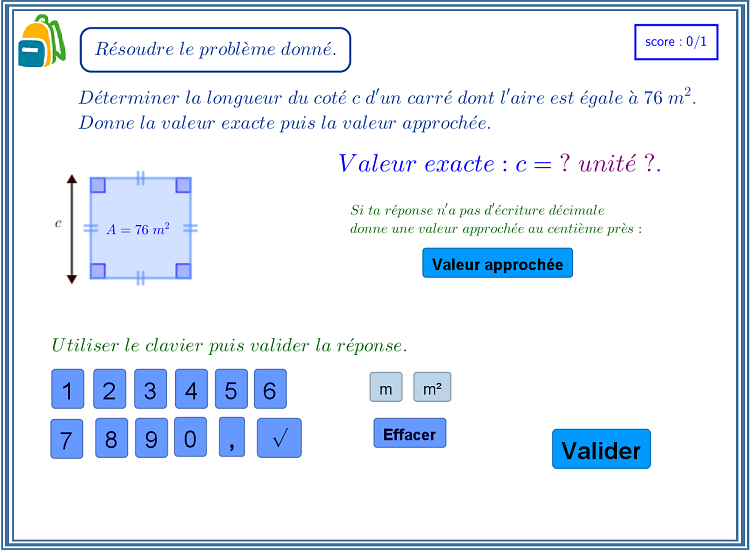 Résoudre le problème donné.
score : 0/1
Déterminer la longueur du coté c d'un carré dont l'aire est égale à 76 m².
Donne la valeur exacte puis la valeur approchée.
Valeur exacte : c = ? unité ?.
Si ta réponse n'a pas d'écriture décimale
donne une valeur approchée au centième près :
c
A = 76 m²
Valeur approchée
Utiliser le clavier puis valider la réponse.
1 2 3 4 5 6
m m²
7 8 9 0 , √
Effacer
Valider